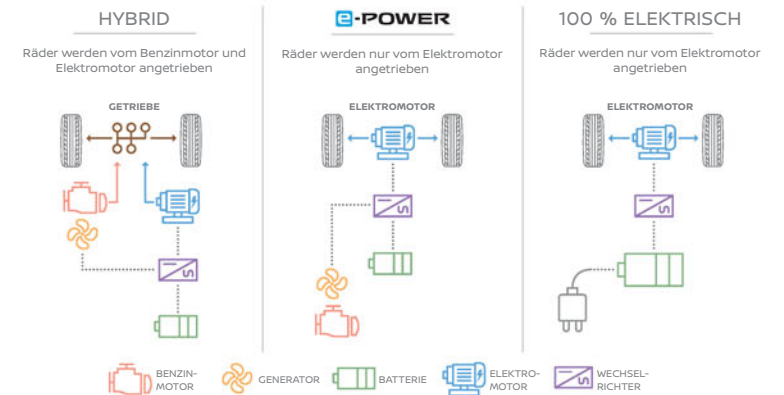 HYBRID
Räder werden vom Benzinmotor und
Elektromotor angetrieben
GETRIEBE
e-POWER
Räder werden nur vom Elektromotor
angetrieben
ELEKTROMOTOR
100 % ELEKTRISCH
Räder werden nur vom Elektromotor
angetrieben
ELEKTROMOTOR
BENZIN-
MOTOR
GENERATOR
BATTERIE
ELEKTRO-
MOTOR
WECHSEL-
RICHTER